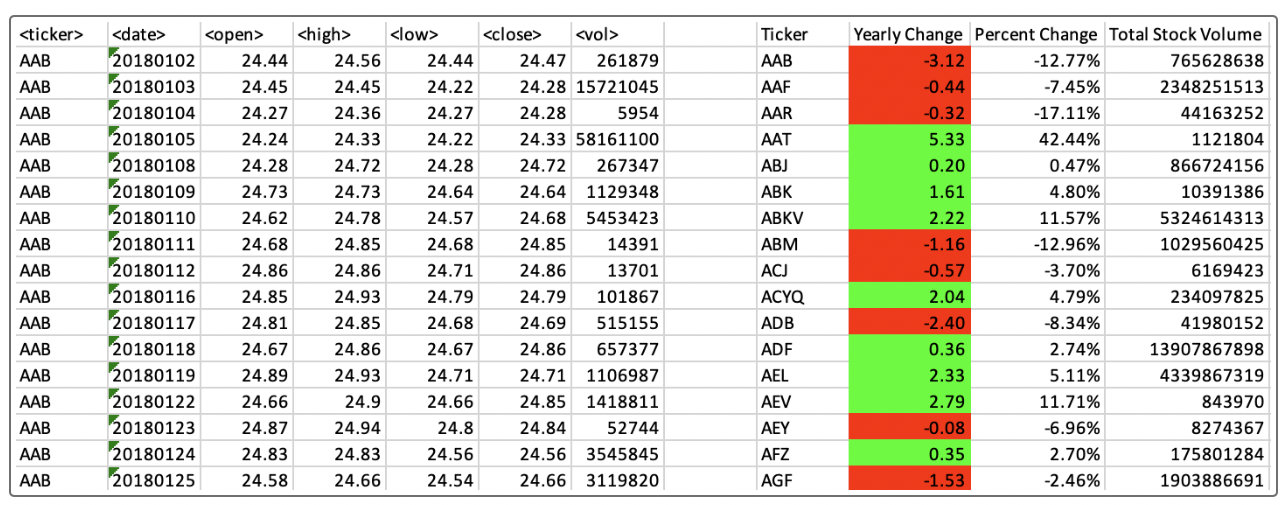 <ticker> <date> <open> <high> <low> <close> <vol> Ticker Yearly Change Percent Change Total Stock Volume
AAB 20180102 24.44 24.56 24.44 24.47 261879 AAB -3.12 -12.77% 765628638
AAB 20180103 24.45 24.45 24.22 24.28 15721045 AAF -0.44 -7.45% 2348251513
AAB 20180104 24.27 24.36 24.27 24.28 5954 AAR -0.32 -17.11% 44163252
AAB 20180105 24.24 24.33 24.22 24.33 58161100 AAT 5.33 42.44% 1121804
AAB 20180108 24.28 24.72 24.28 24.72 267347 ABJ 0.20 0.47% 866724156
AAB 20180109 24.73 24.73 24.64 24.64 1129348 ABK 1.61 4.80% 10391386
AAB 20180110 24.62 24.78 24.57 24.68 5453423 ABKV 2.22 11.57% 5324614313
AAB 20180111 24.68 24.85 24.68 24.85 14391 ABM -1.16 -12.96% 1029560425
AAB 20180112 24.86 24.86 24.71 24.86 13701 ACJ -0.57 -3.70% 6169423
AAB 20180116 24.85 24.93 24.79 24.79 101867 ACYQ 2.04 4.79% 234097825
AAB 20180117 24.81 24.85 24.68 24.69 515155 ADB -2.40 -8.34% 41980152
AAB 20180118 24.67 24.86 24.67 24.86 657377 ADF 0.36 2.74% 13907867898
AAB 20180119 24.89 24.93 24.71 24.71 1106987 AEL 2.33 5.11% 4339867319
AAB 20180122 24.66 24.9 24.66 24.85 1418811 AEV 2.79 11.71% 843970
AAB 20180123 24.87 24.94 24.8 24.84 52744 AEY -0.08 -6.96% 8274367
AAB 20180124 24.83 24.83 24.56 24.56 3545845 AFZ 0.35 2.70% 175801284
AAB 20180125 24.58 24.66 24.54 24.66 3119820 AGF -1.53 -2.46% 1903886691